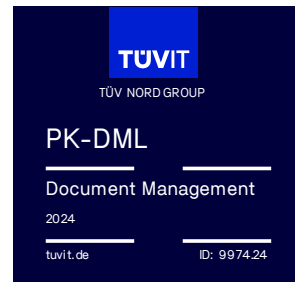 TÜVIT
TÜV NORD GROUP
PK-DML
Document Management
2024
tuvit.de ID: 9974.24